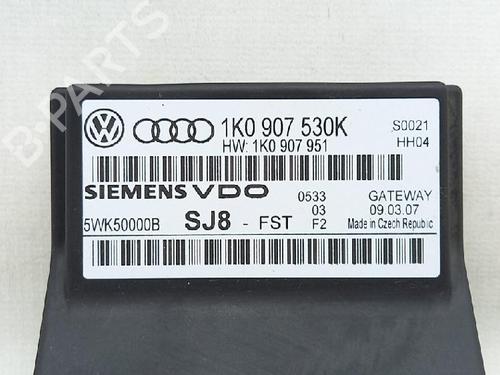 B-PARTS
1K0 907 530K
S0021
HW: 1K0 907 951
HH04
SIEMENS VDO
0533
GATEWAY
5WK50000B
SJ8 - FST
03
09.03.07
F2
Made in Czech Republic